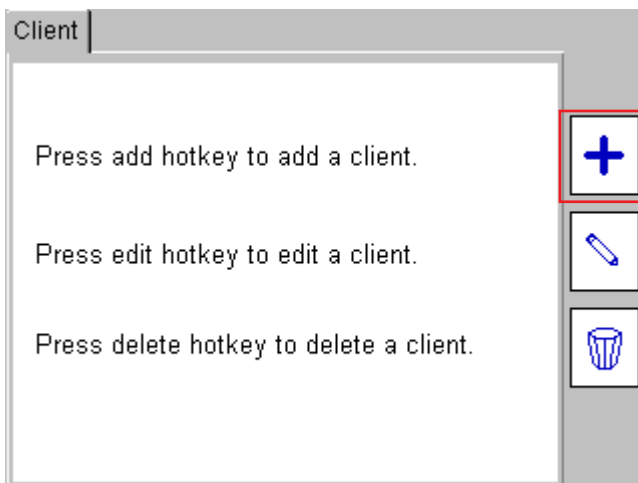 Client
Press add hotkey to add a client.
Press edit hotkey to edit a client.
Press delete hotkey to delete a client.